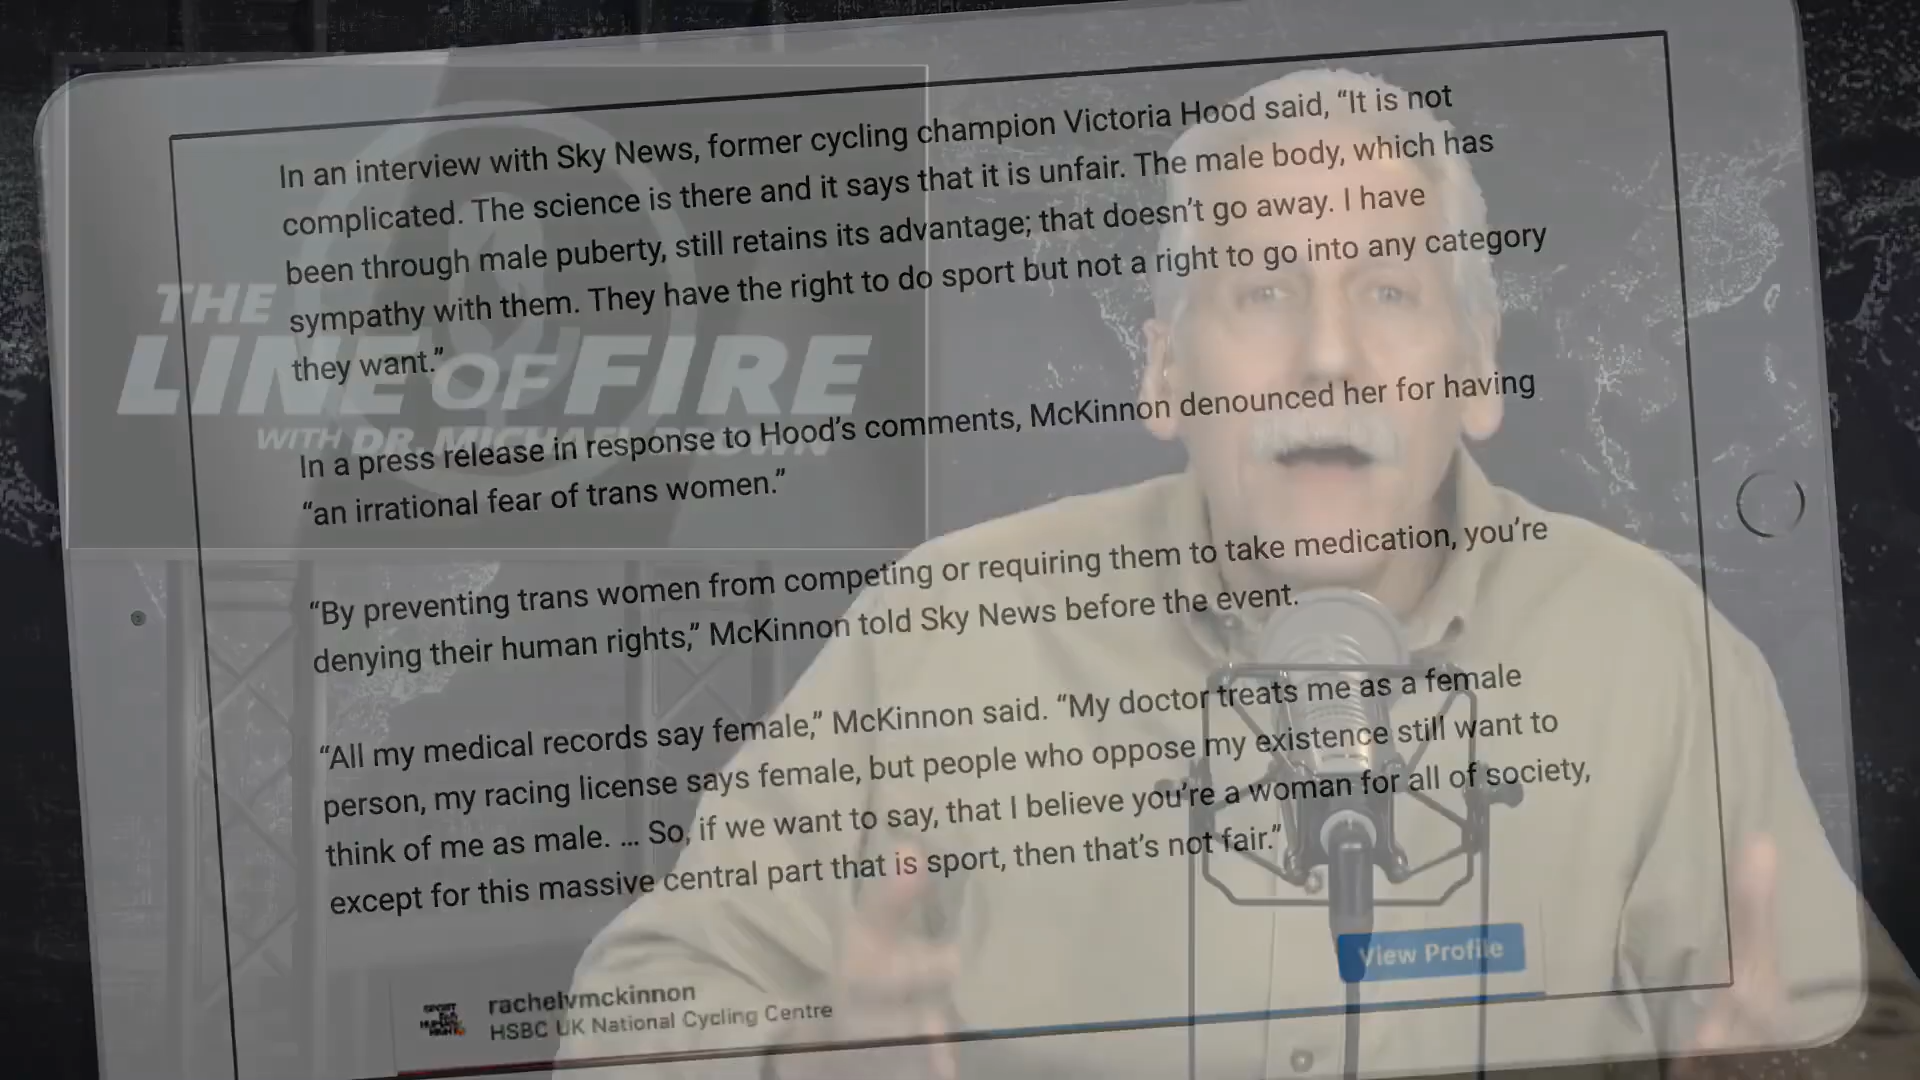 In an interview with Sky News, former cycling champion Victoria Hood said, “It is not
complicated. The science is there and it says that it is unfair. The male body, which has
been through male puberty, still retains its advantage; that doesn’t go away. I have
sympathy with them. They have the right to do sport but not a right to go into any category
they want.”
In a press release in response to Hood’s comments, McKinnon denounced her for having
“an irrational fear of trans women.”
“By preventing trans women from competing or requiring them to take medication, you’re
denying their human rights,” McKinnon told Sky News before the event.
“All my medical records say female,” McKinnon said. “My doctor treats me as a female
person, my racing license says female, but people who oppose my existence still want to
think of me as male. ... So, if we want to say, that I believe you’re a woman for all of society,
except for this massive central part that is sport, then that’s not fair.”
THE
LINE OF FIRE
WITH DR. MICHAEL BROWN
View Profile
rachelvmckinnon
HSBC UK National Cycling Centre